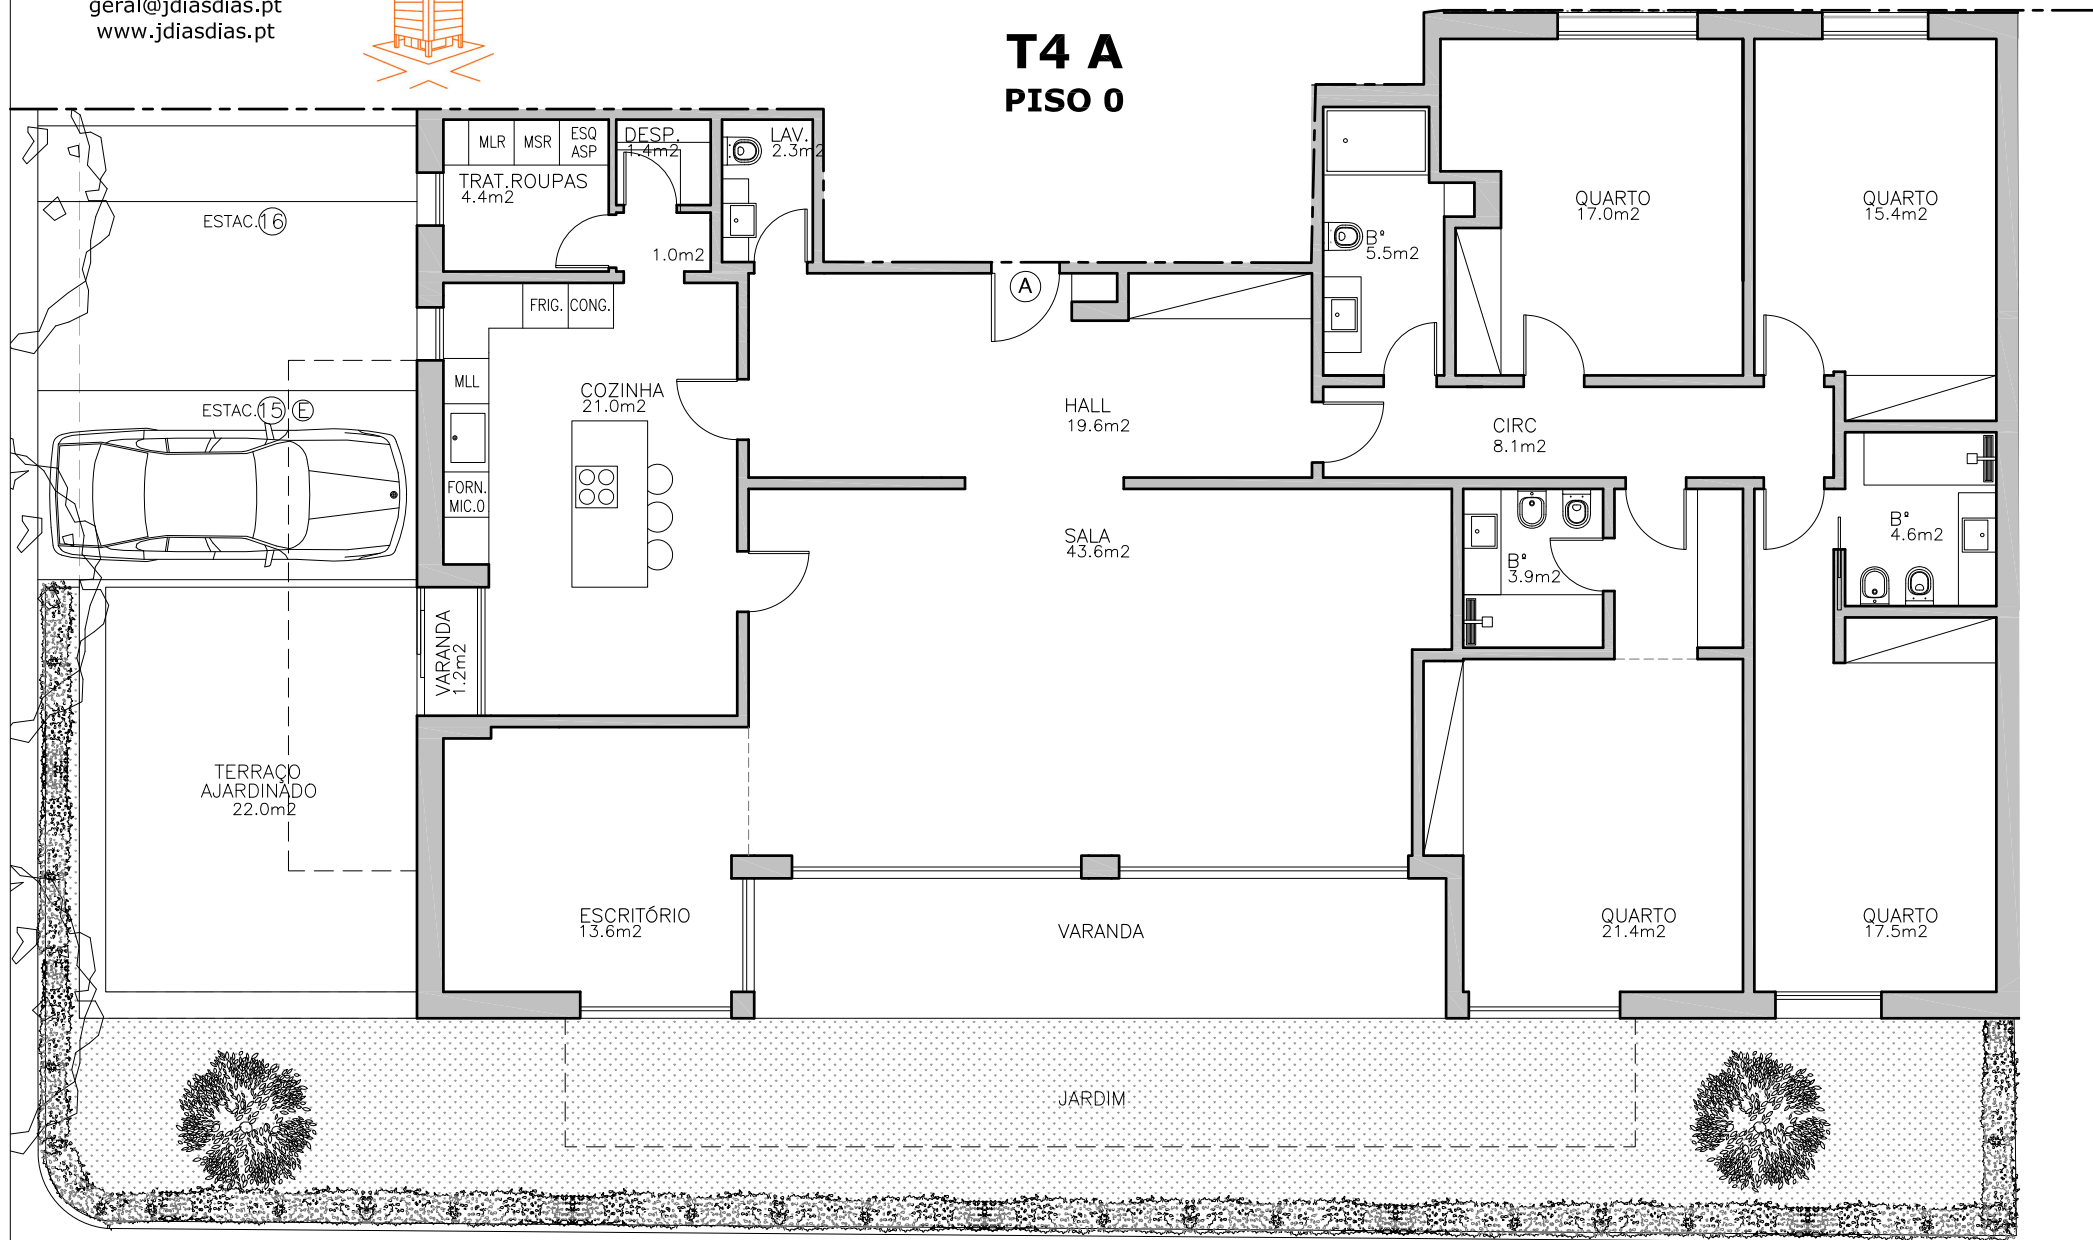 geral@jdiasdias.pt
www.jdiasdias.pt
T4 A
PISO 0
MLR
MSR
ESQ
ASP
DESP.
1.4m2
LAV.
2.3m2
TRAT.ROUPAS
4.4m2
1.0m2
ESTAC.16
FRIG.
CONG.
A
Bº
5.5m2
QUARTO
17.0m2
QUARTO
15.4m2
MLL
COZINHA
21.0m2
ESTAC.15 E
HALL
19.6m2
CIRC
8.1m2
FORN.
MIC.O
SALA
43.6m2
Bº
3.9m2
Bº
4.6m2
VARANDA
1.2m2
TERRAÇO
AJARDINADO
22.0m2
ESCRITÓRIO
13.6m2
VARANDA
QUARTO
21.4m2
QUARTO
17.5m2
JARDIM